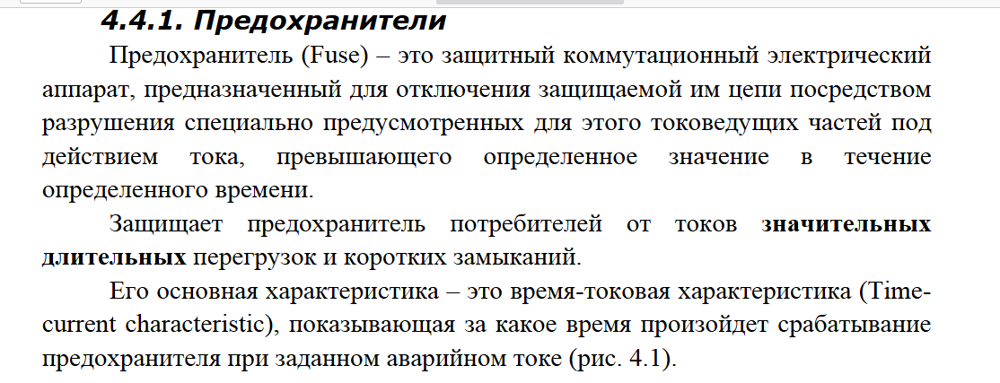 4.4.1. Предохранители
Предохранитель (Fuse) – это защитный коммутационный электрический
аппарат, предназначенный для отключения защищаемой им цепи посредством
разрушения специально предусмотренных для этого токоведущих частей под
действием тока, превышающего определенное значение в течение
определенного времени.
Защищает предохранитель потребителей от токов значительных
длительных перегрузок и коротких замыканий.
Его основная характеристика – это время-токовая характеристика (Time-
current characteristic), показывающая за какое время произойдет срабатывание
предохранителя при заданном аварийном токе (рис. 4.1).